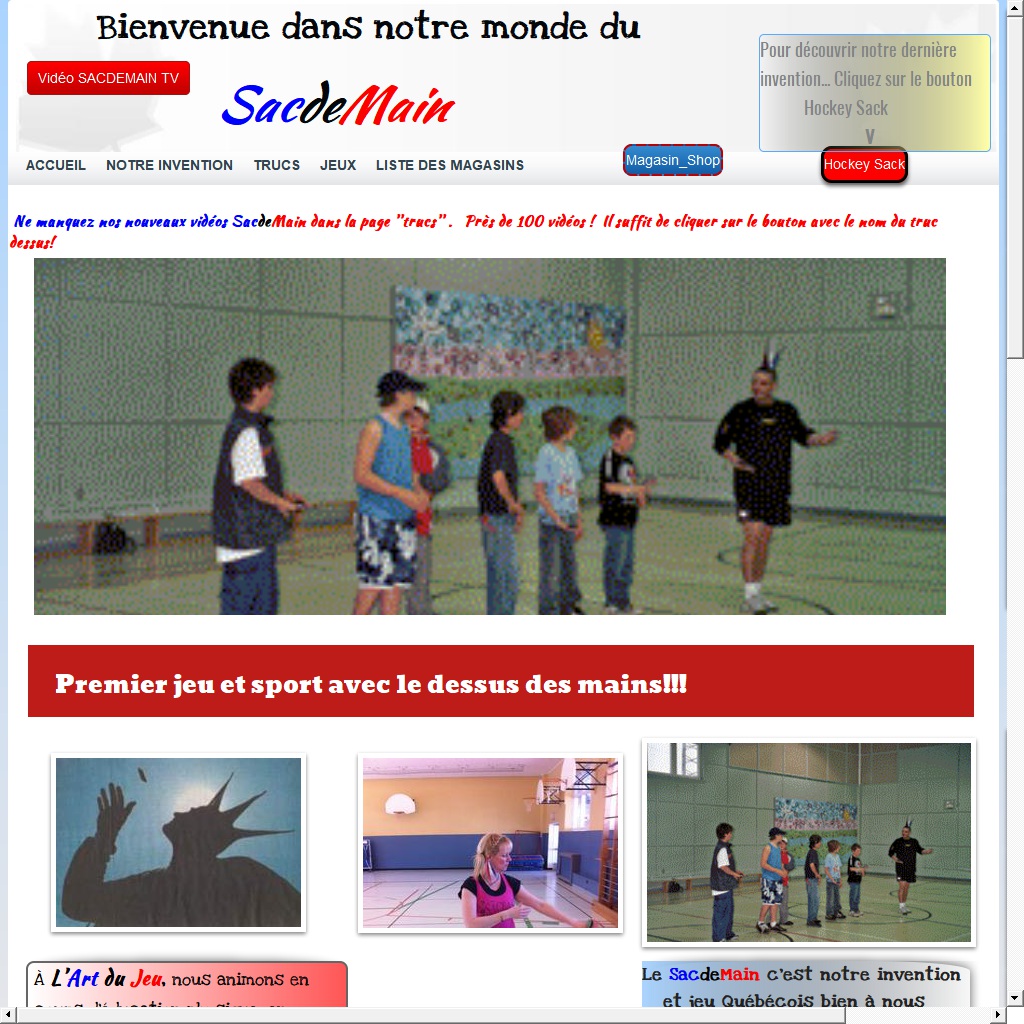 Bienvenue dans notre monde du
Vidéo SACDEMAIN TV
SacdeMain
Pour découvrir notre dernière
invention... Cliquez sur le bouton
Hockey Sack
V
ACCUEIL NOTRE INVENTION TRUCS JEUX LISTE DES MAGASINS
Magasin_Shop
Hockey Sack
Ne manquez nos nouveaux vidéos SacdeMain dans la page "trucs" . Près de 100 vidéos ! Il suffit de cliquer sur le bouton avec le nom du truc
dessus!
Premier jeu et sport avec le dessus des mains!!!
À L'Art du Jeu, nous animons en
Le SacdeMain c'est notre invention
et jeu Québécois bien à nous